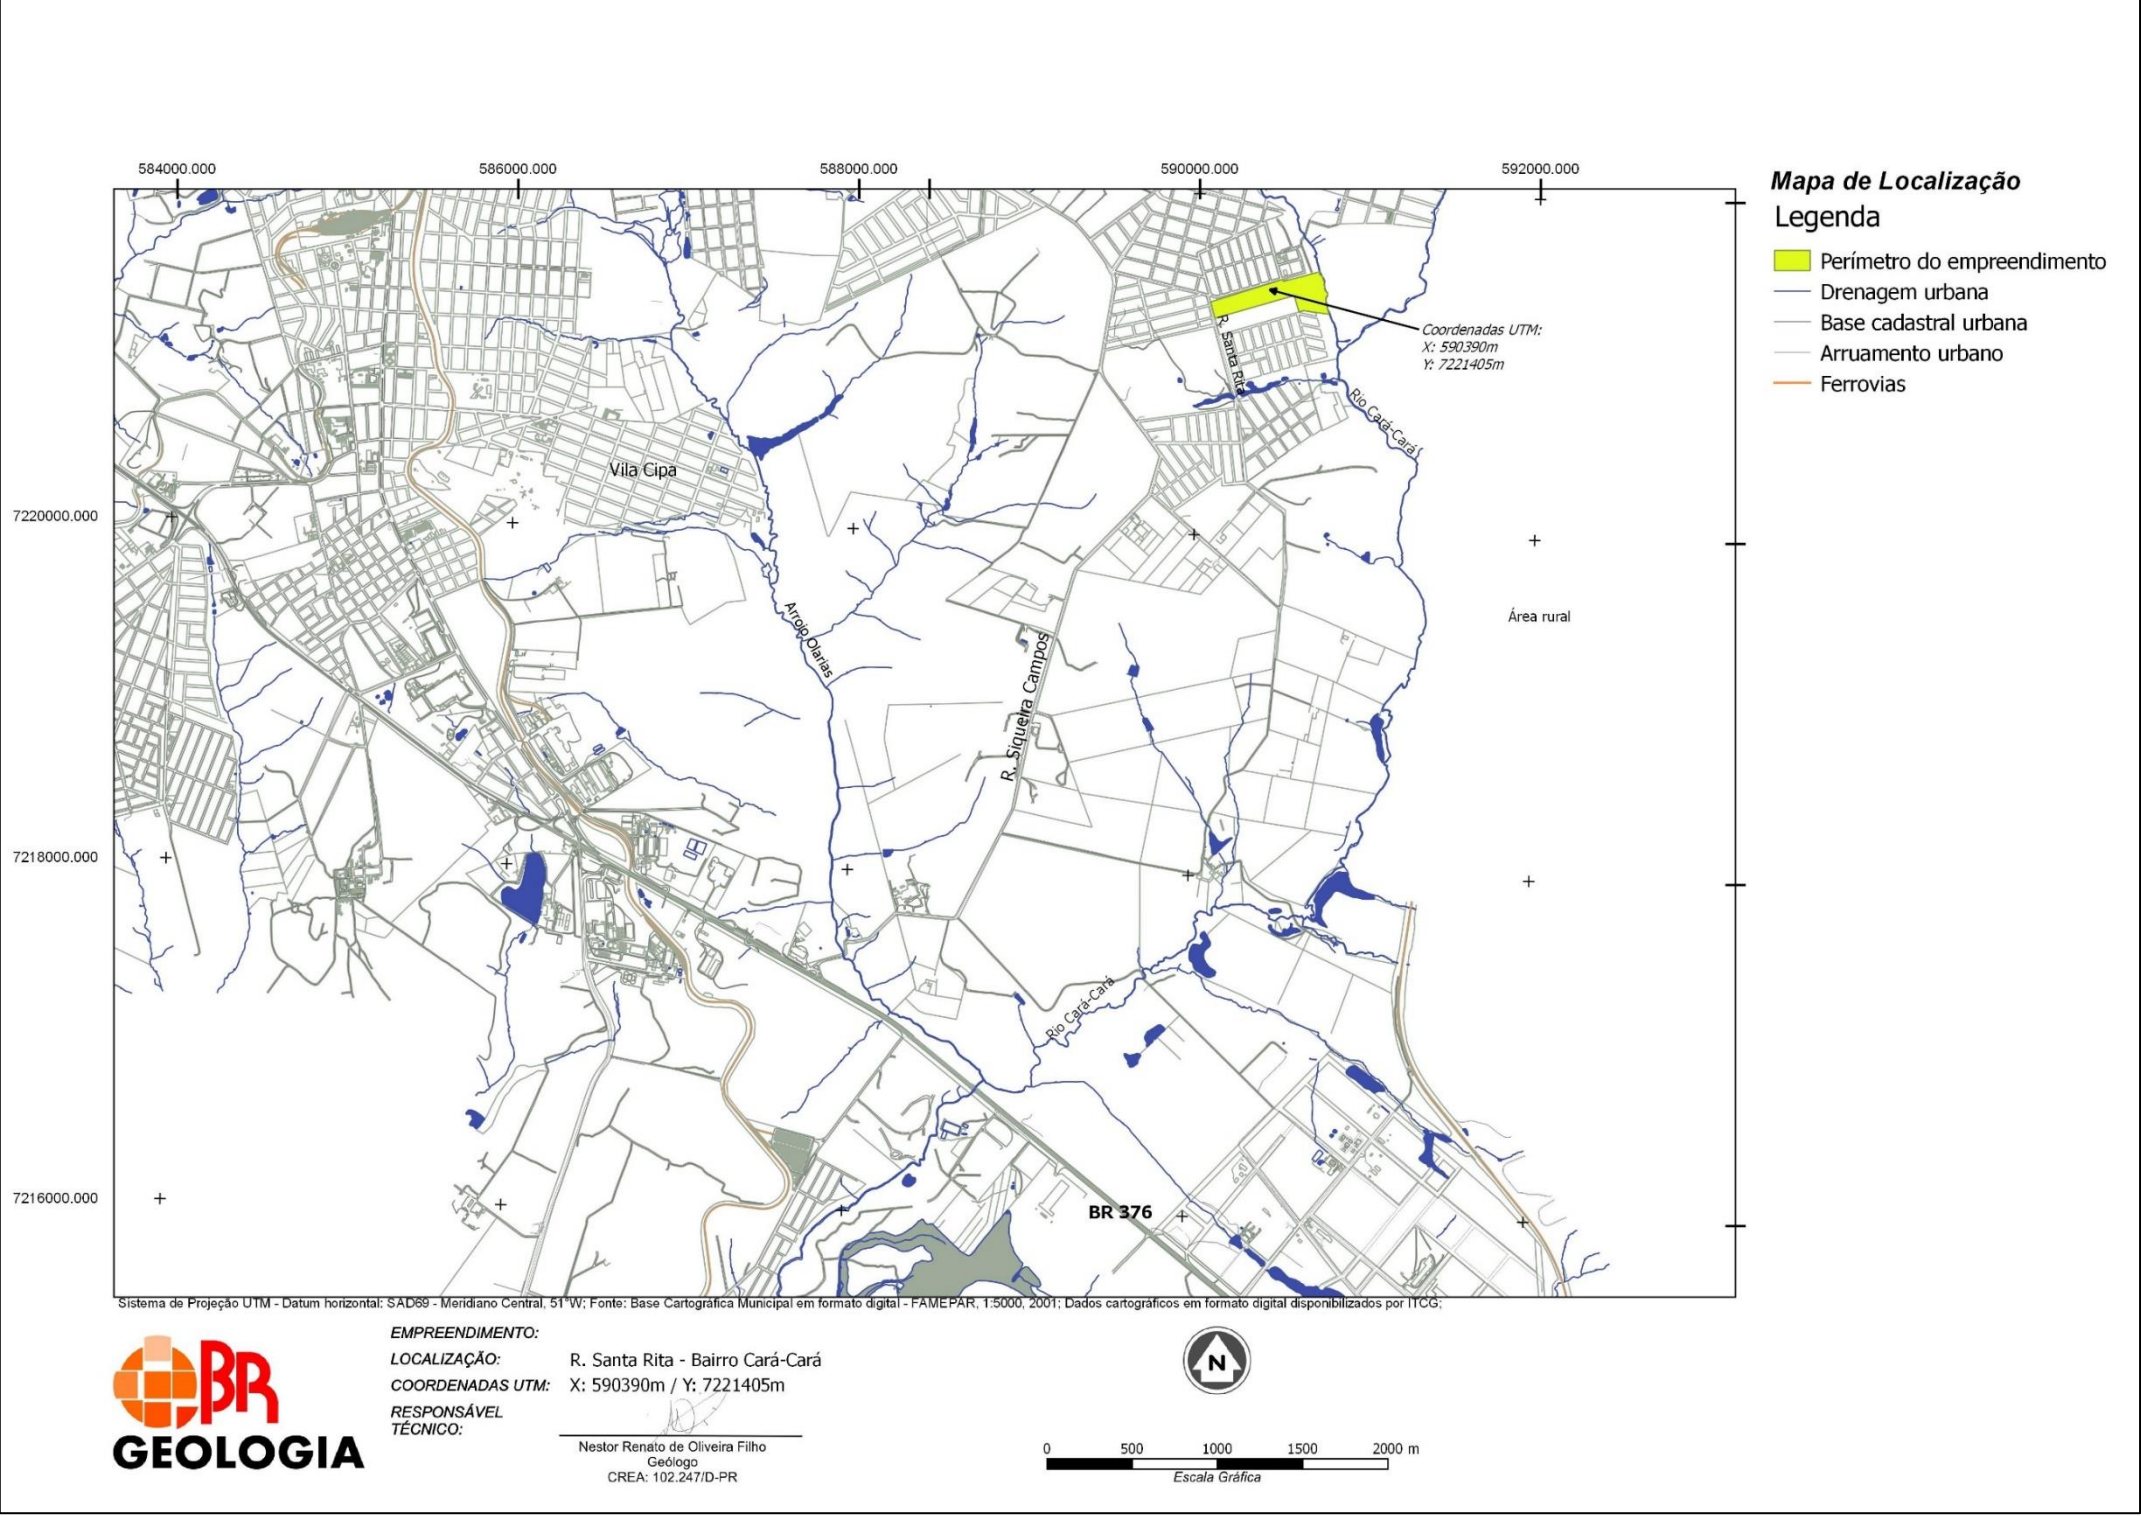 584000.000 586000.000 588000.000 590000.000 592000.000
Mapa de Localização
Legenda
Perímetro do empreendimento
Drenagem urbana
Base cadastral urbana
Arruamento urbano
Ferrovias
Coordenadas UTM:
X: 590390m
Y: 7221405m
R. Santa Rita
Rio Cará-Cará
Vila Cipa
7220000.000
Área rural
Arroio Olarias
R. Siqueira Campos
7218000.000
Rio Cará-Cará
7216000.000
BR 376
Sistema de Projeção UTM - Datum horizontal: SAD69 - Meridiano Central, 51°W; Fonte: Base Cartográfica Municipal em formato digital - FAMEPAR, 1:5000, 2001; Dados cartográficos em formato digital disponibilizados por ITCG;
BR
GEOLOGIA
EMPREENDIMENTO:
LOCALIZAÇÃO: R. Santa Rita - Bairro Cará-Cará
COORDENADAS UTM: X: 590390m / Y: 7221405m
RESPONSÁVEL
TÉCNICO:
Nestor Renato de Oliveira Filho
Geólogo
CREA: 102.247/D-PR
N
0 500 1000 1500 2000 m
Escala Gráfica